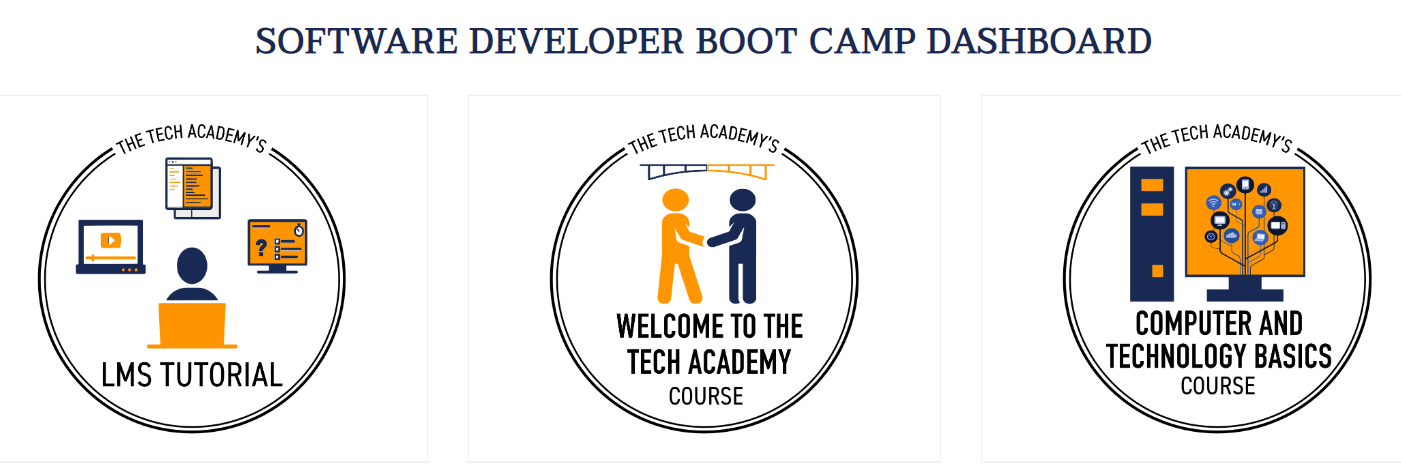 SOFTWARE DEVELOPER BOOT CAMP DASHBOARD
THE TECH ACADEMY'S
?
LMS TUTORIAL
THE TECH ACADEMY'S
WELCOME TO THE
TECH ACADEMY
COURSE
THE TECH ACADEMY'S
COMPUTER AND
TECHNOLOGY BASICS
COURSE